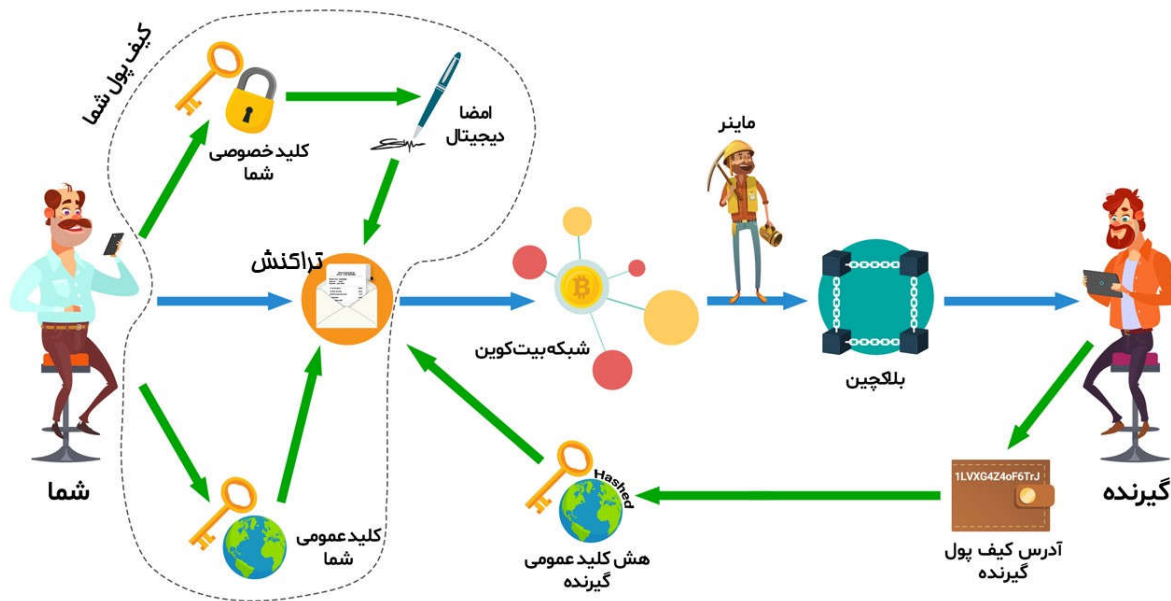 کیف پول شما
کلید خصوصی
شما
امضا
دیجیتال
ماینر
تراکنش
شبکه بیت‌کوین
بلاکچین
شما
کلید عمومی
شما
Hashed
هش کلید عمومی
گیرنده
1LVXG4Z4oF6TrJ
آدرس کیف پول
گیرنده
گیرنده